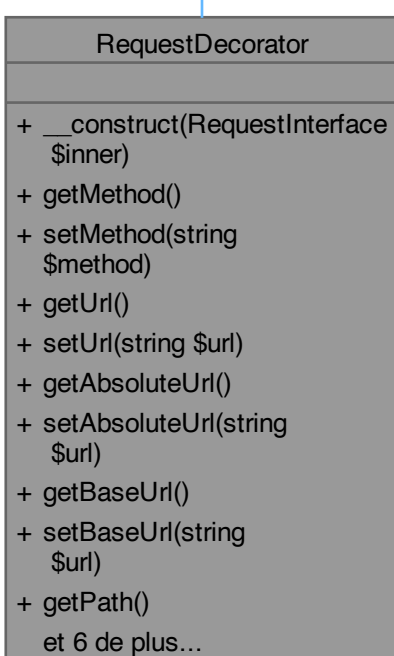 RequestDecorator
+ __construct(RequestInterface
$inner)
+ getMethod()
+ setMethod(string
$method)
+ getUrl()
+ setUrl(string $url)
+ getAbsoluteUrl()
+ setAbsoluteUrl(string
$url)
+ getBaseUrl()
+ setBaseUrl(string
$url)
+ getPath()
et 6 de plus...